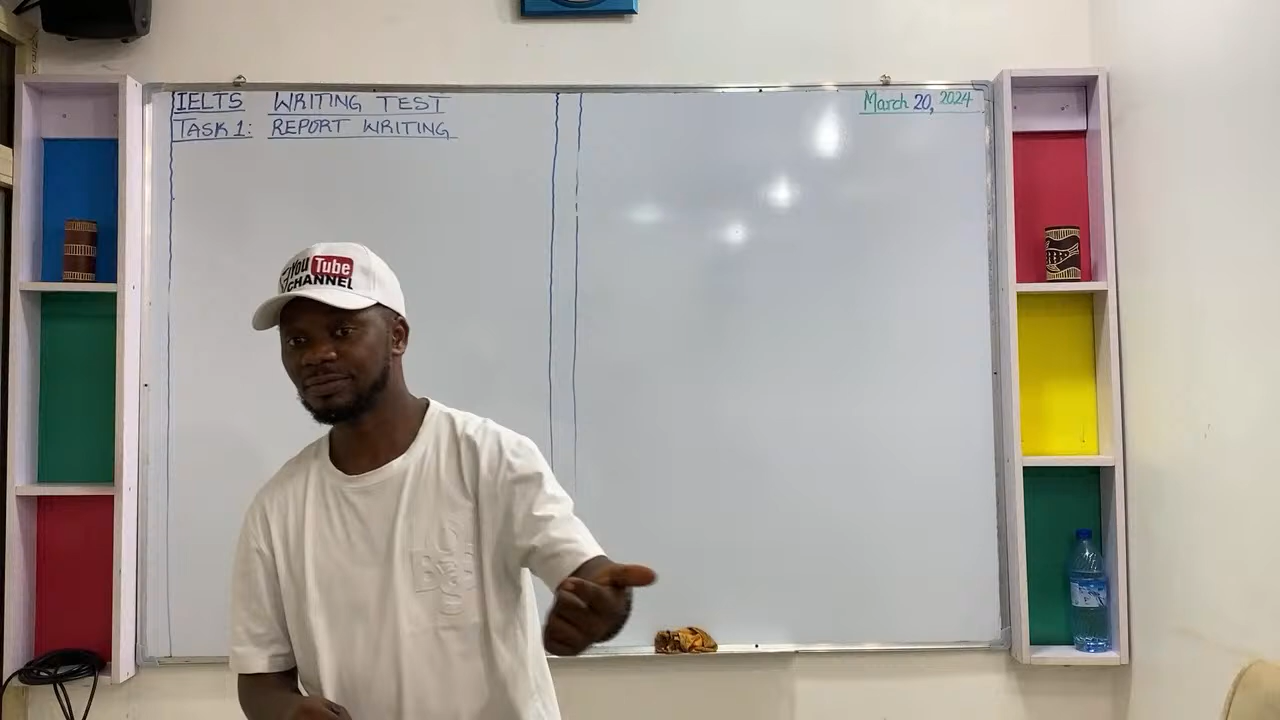 IELTS WRITING TEST
TASK 1: REPORT WRITING
March 20, 2024
You Tube
CHANNEL